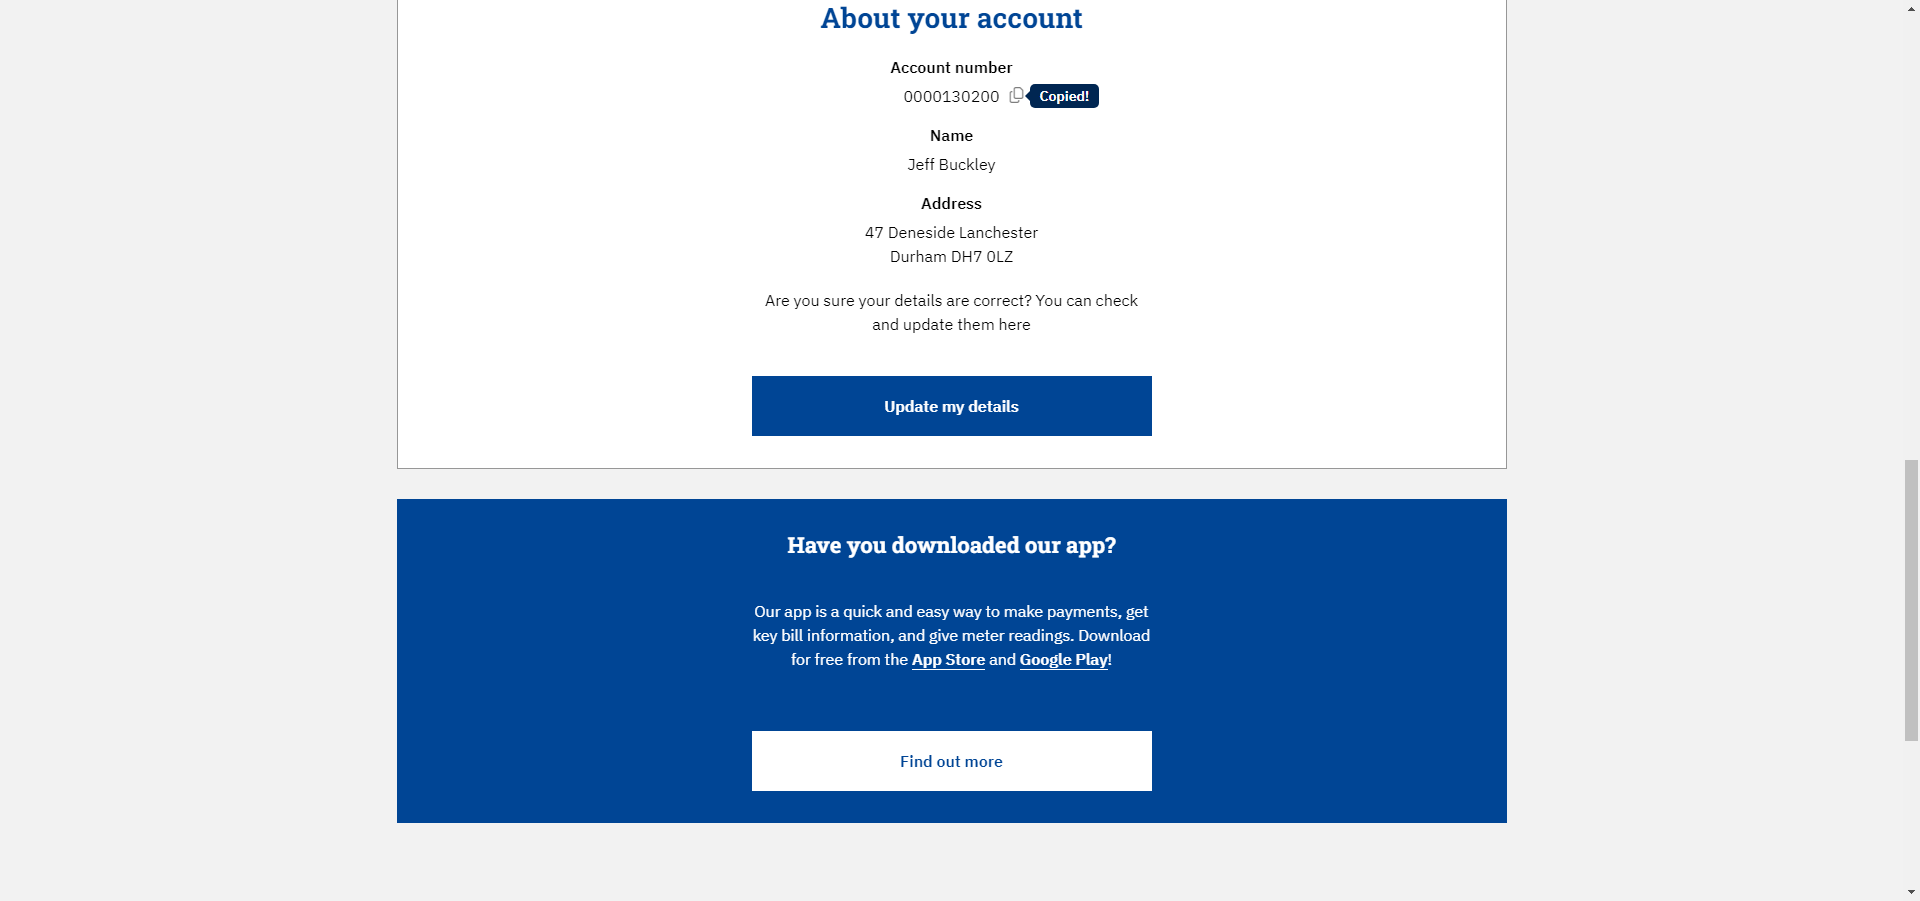 About your account
Account number
0000130200
Copied!
Name
Jeff Buckley
Address
47 Deneside Lanchester
Durham DH7 0LZ
Are you sure your details are correct? You can check
and update them here
Update my details
Have you downloaded our app?
Our app is a quick and easy way to make payments, get
key bill information, and give meter readings. Download
for free from the App Store and Google Play!
Find out more